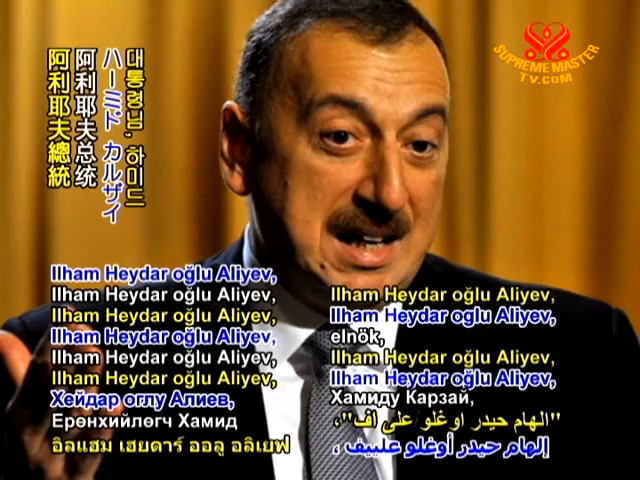 SUPREME MASTER
TV.COM
대통령님, 하미드
ハーミド カルザイ
阿利耶夫总统
阿利耶夫總統
Ilham Heydar oğlu Aliyev,
Ilham Heydar oğlu Aliyev,
Ilham Heydar oğlu Aliyev,
Ilham Heydar oğlu Aliyev,
Ilham Heydar oğlu Aliyev,
Ilham Heydar oğlu Aliyev,
Хейдар оглу Алиев,
Ерөнхийлөгч Хамид
อิลแฮม เฮยดาร์ ออลู อลิเยฟ
Ilham Heydar oğlu Aliyev,
Ilham Heydar oglu Aliyev,
elnök,
Ilham Heydar oğlu Aliyev,
Ilham Heydar oğlu Aliyev,
Хамиду Карзай,
"الهام حیدر اوغلو علی اف"،
إلهام حيدر أوغلو علييف ،